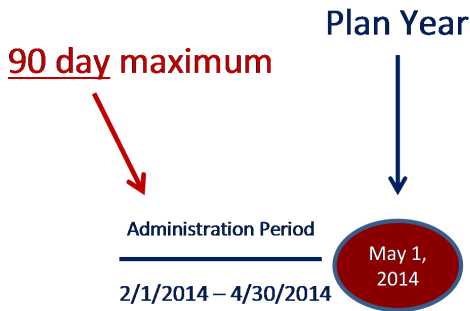 Plan Year
90 day maximum
Administration Period
2/1/2014 – 4/30/2014
May 1,
2014